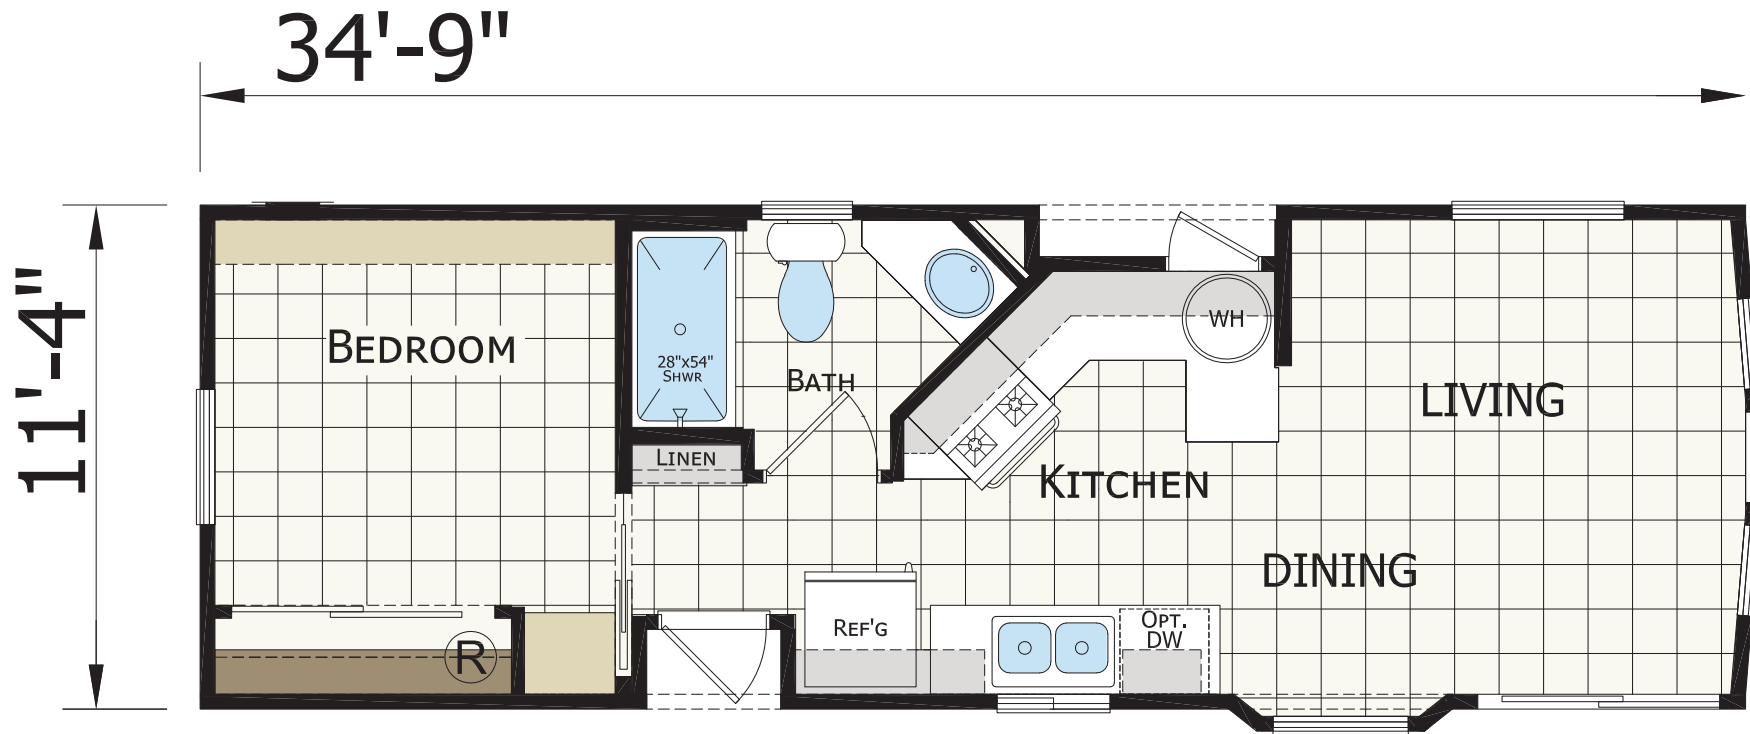 34'-9"
11'-4"
BEDROOM
28"x54"
SHWR
BATH
LINEN
WH
LIVING
KITCHEN
DINING
REF'G
OPT.
DW
R